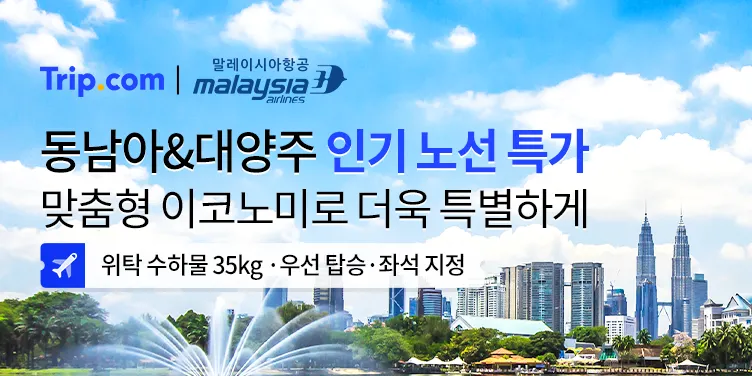 Trip.com
말레이시아항공
malaysia
airlines
동남아&대양주 인기 노선 특가
맞춤형 이코노미로 더욱 특별하게
위탁 수하물 35kg · 우선 탑승 · 좌석 지정